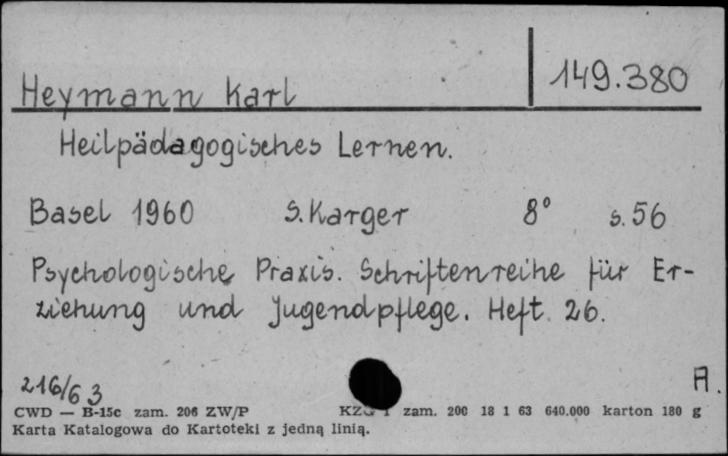 Heymann Karl 149.380
Heilpädagogisches Lernen.
Basel 1960 S. Karger 8° s. 56
Psychologische Praxis. Schriftenreihe für Er-
ziehung und Jugendpflege. Heft 26.
216/63 A.
CWD — B-15c zam. 206 ZW/P zam. 200 18 1 63 640.000 karton 180 g
Karta Katalogowa do Kartoteki z jedną linią.